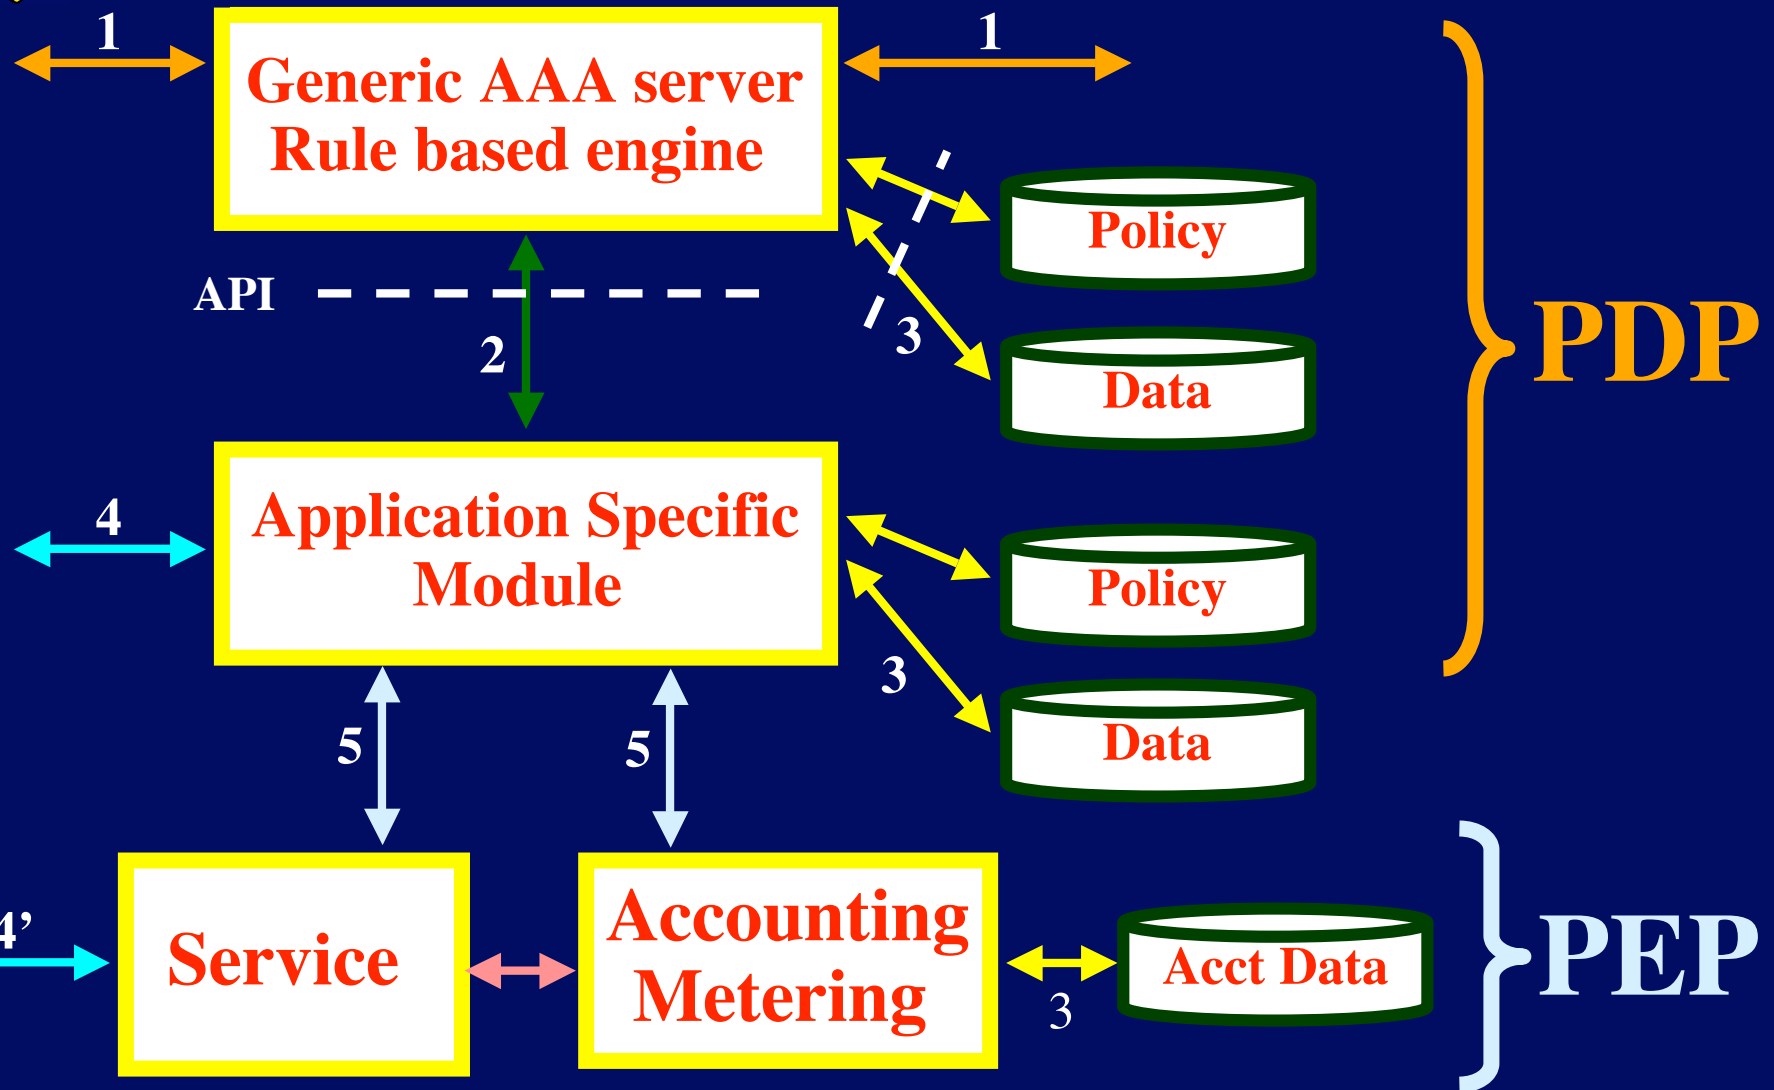 1
1
Generic AAA server
Rule based engine
Policy
API
3
2
Data
PDP
4
Application Specific
Module
Policy
3
5
5
Data
4’
Service
Accounting
Metering
Acct Data
3
PEP